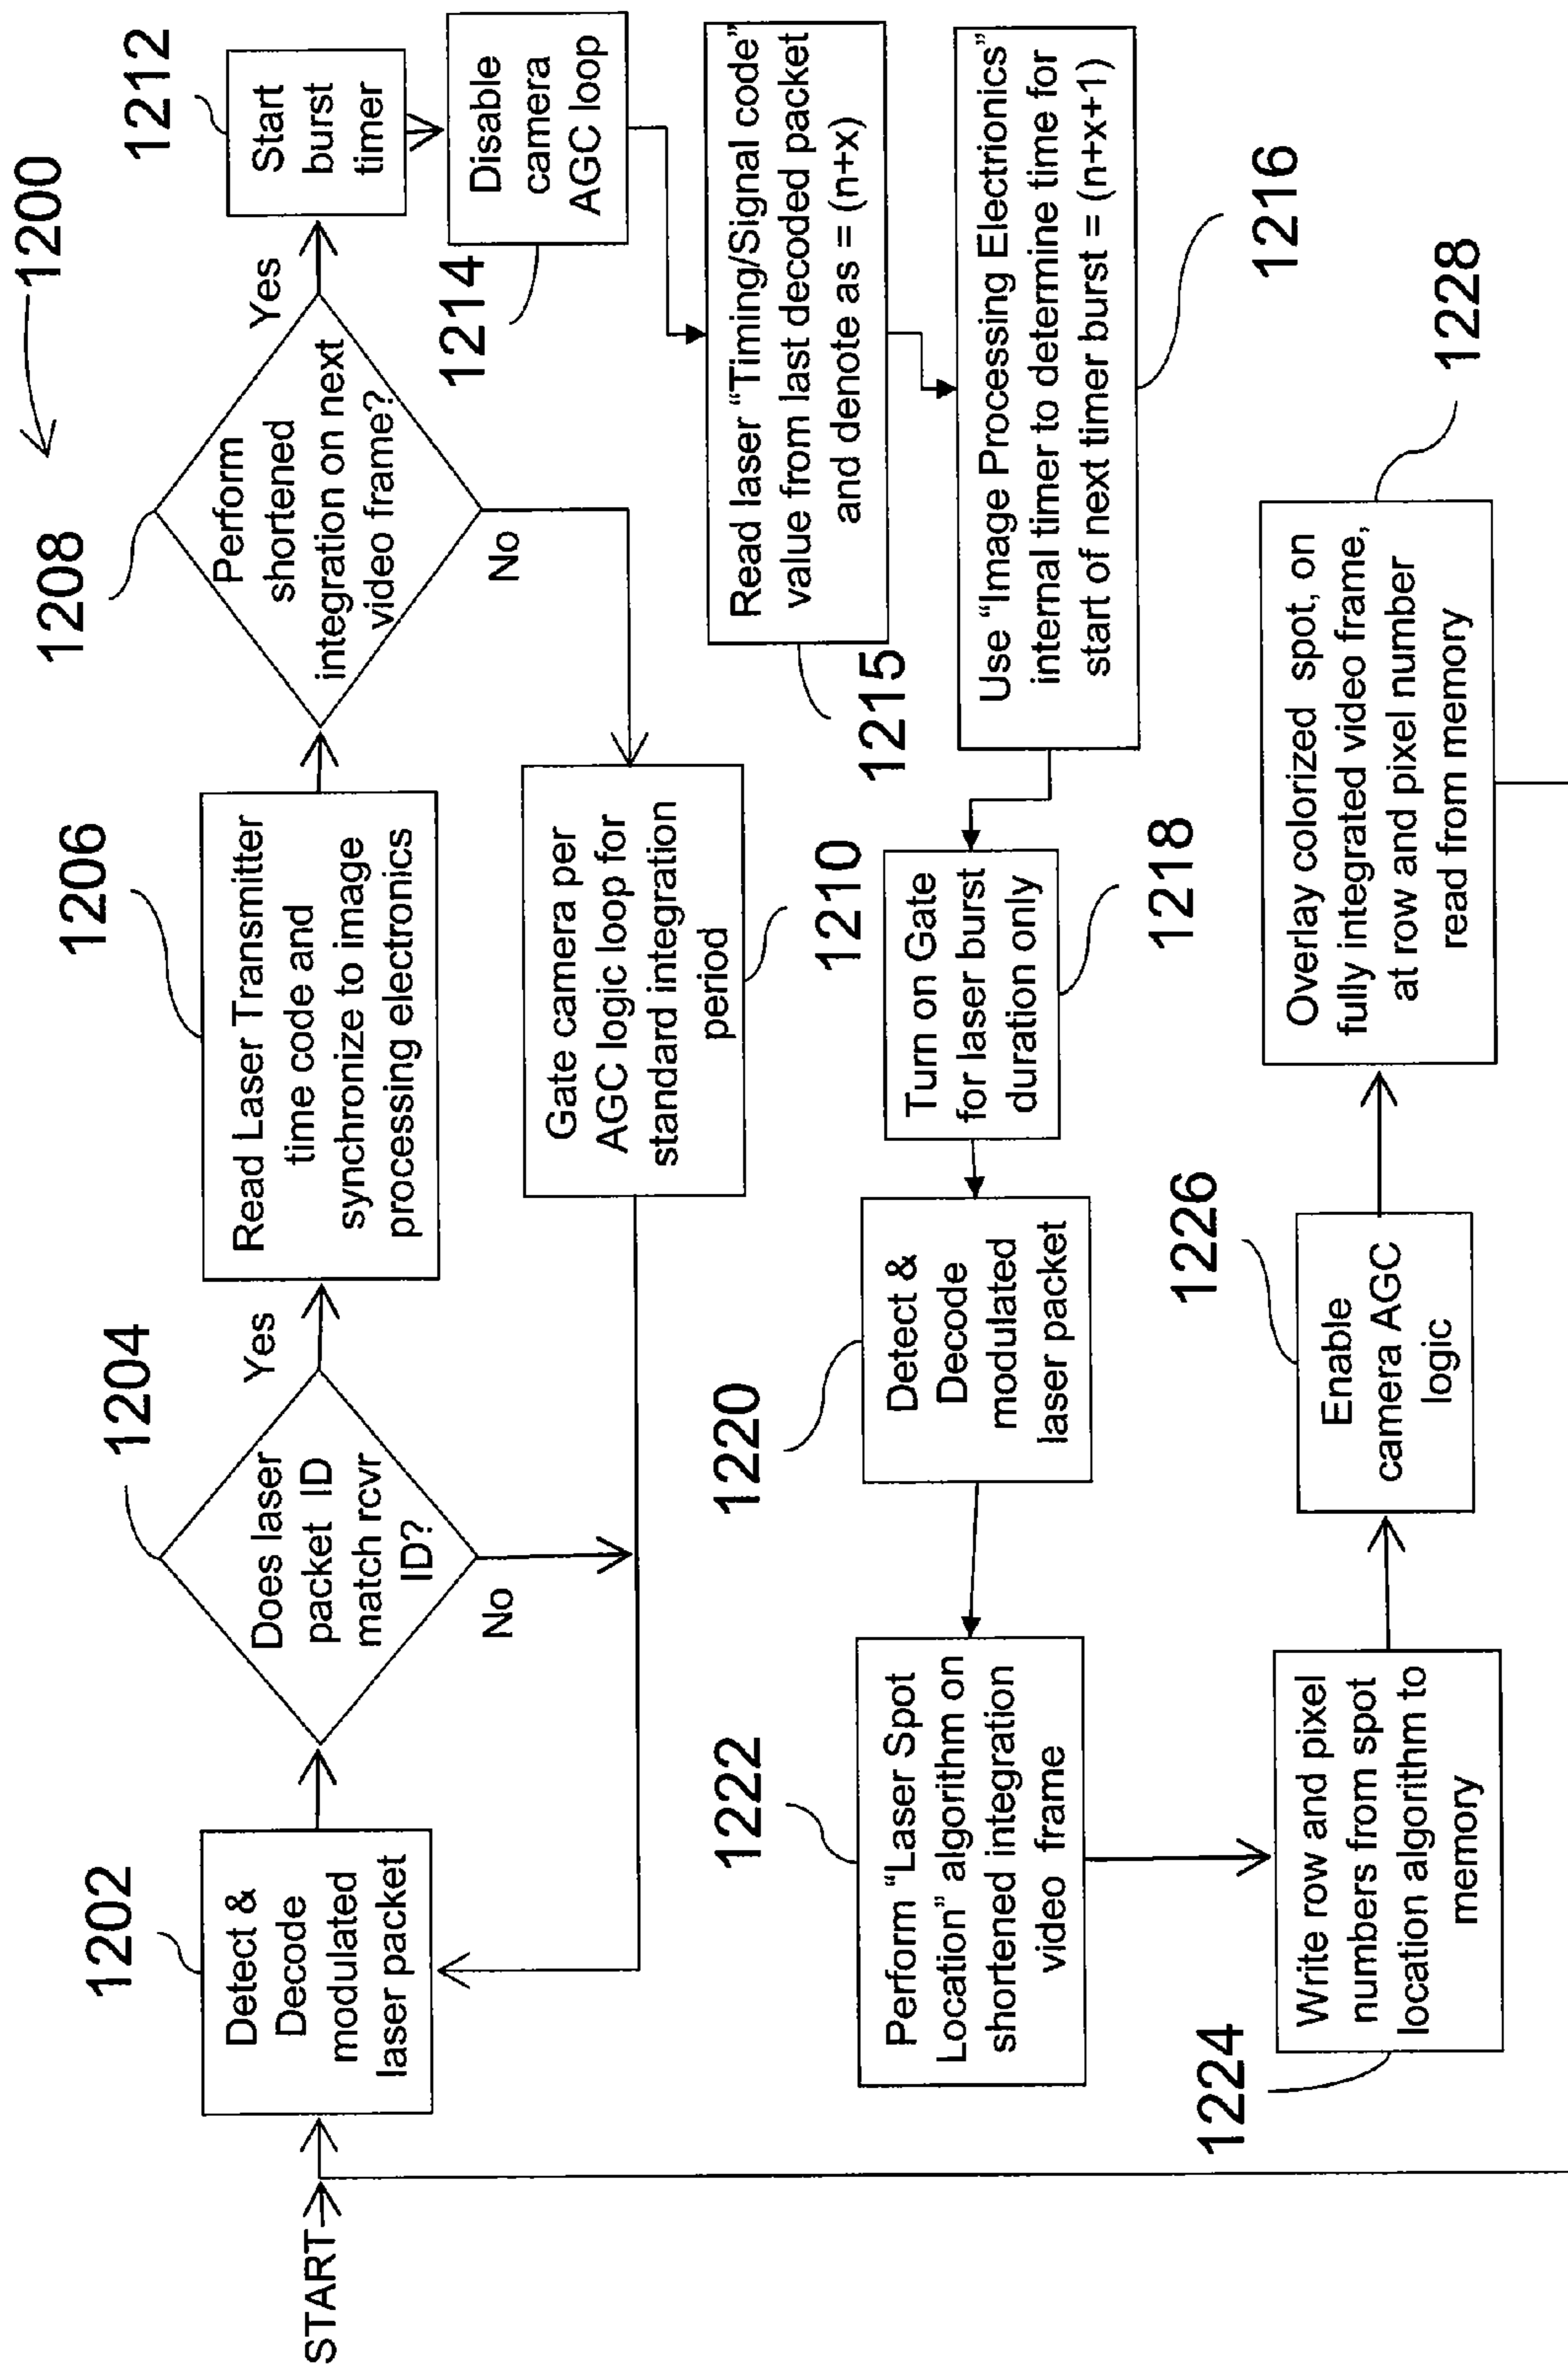 1200
START
1202
Detect &
Decode
modulated
laser packet
1204
Does laser
packet ID
match rcvr
ID?
Yes
No
1206
Read Laser Transmitter
time code and
synchronize to image
processing electronics
1208
Perform
shortened
integration on next
video frame?
Yes
No
1212
Start
burst
timer
Gate camera per
AGC logic loop for
standard integration
period
1210
1214
Disable
camera
AGC loop
Read laser “Timing/Signal code”
value from last decoded packet
and denote as = (n+x)
1215
Use “Image Processing Electrionics”
internal timer to determine time for
start of next timer burst = (n+x+1)
1216
Turn on Gate
for laser burst
duration only
1218
1220
Detect &
Decode
modulated
laser packet
1222
Perform “Laser Spot
Location” algorithm on
shortened integration
video frame
1224
Write row and pixel
numbers from spot
location algorithm to
memory
1226
Enable
camera AGC
logic
1228
Overlay colorized spot, on
fully integrated video frame,
at row and pixel number
read from memory